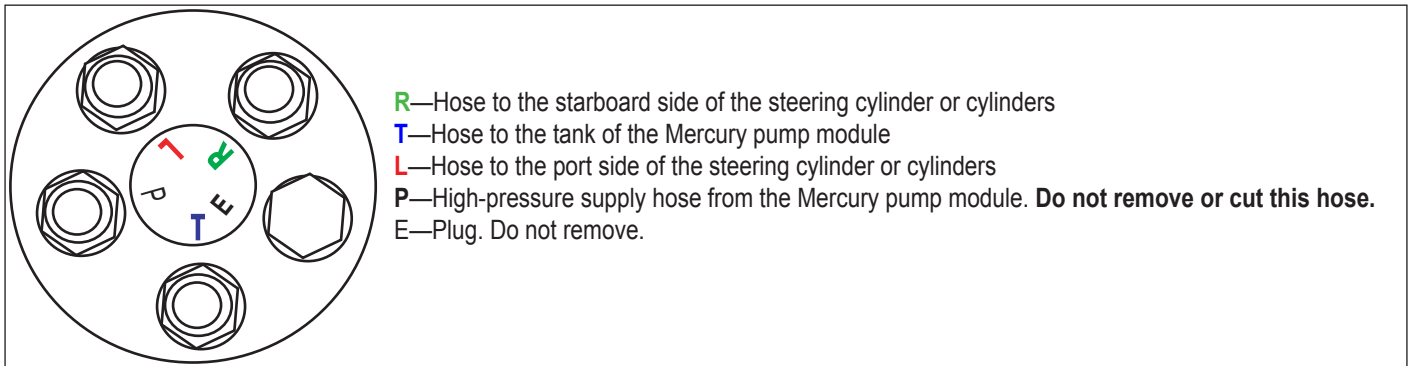 L R
P E
T
R—Hose to the starboard side of the steering cylinder or cylinders
T—Hose to the tank of the Mercury pump module
L—Hose to the port side of the steering cylinder or cylinders
P—High-pressure supply hose from the Mercury pump module. Do not remove or cut this hose.
E—Plug. Do not remove.